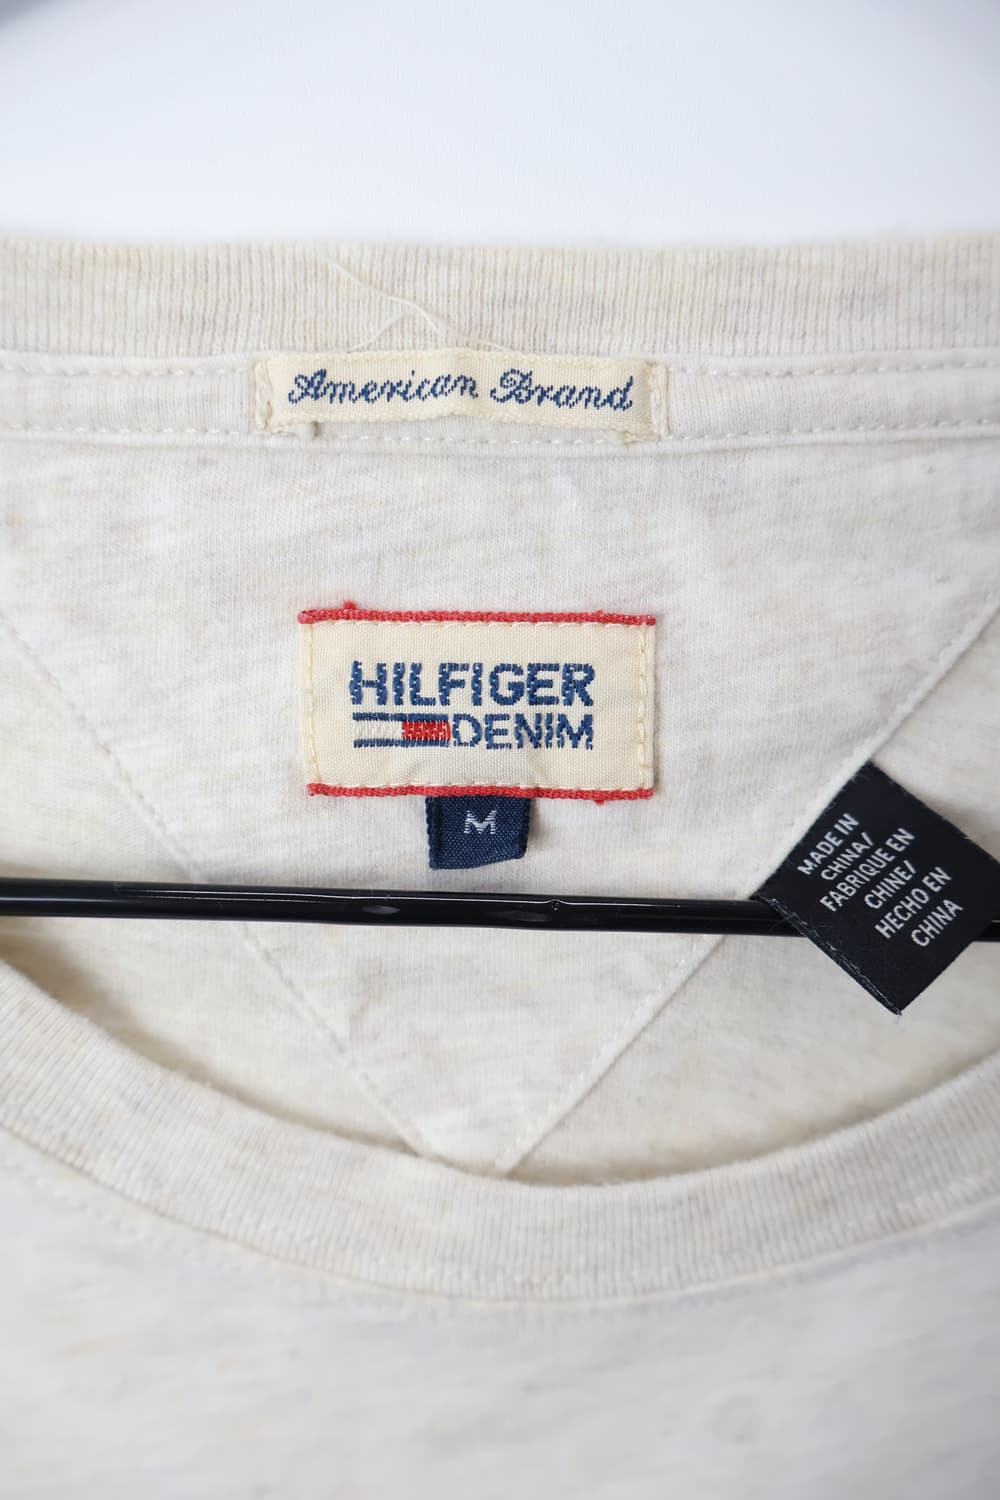 American Brand
HILFIGER
DENIM
M
MADE IN
CHINA/
FABRIQUE EN
CHINE/
HECHO EN
CHINA